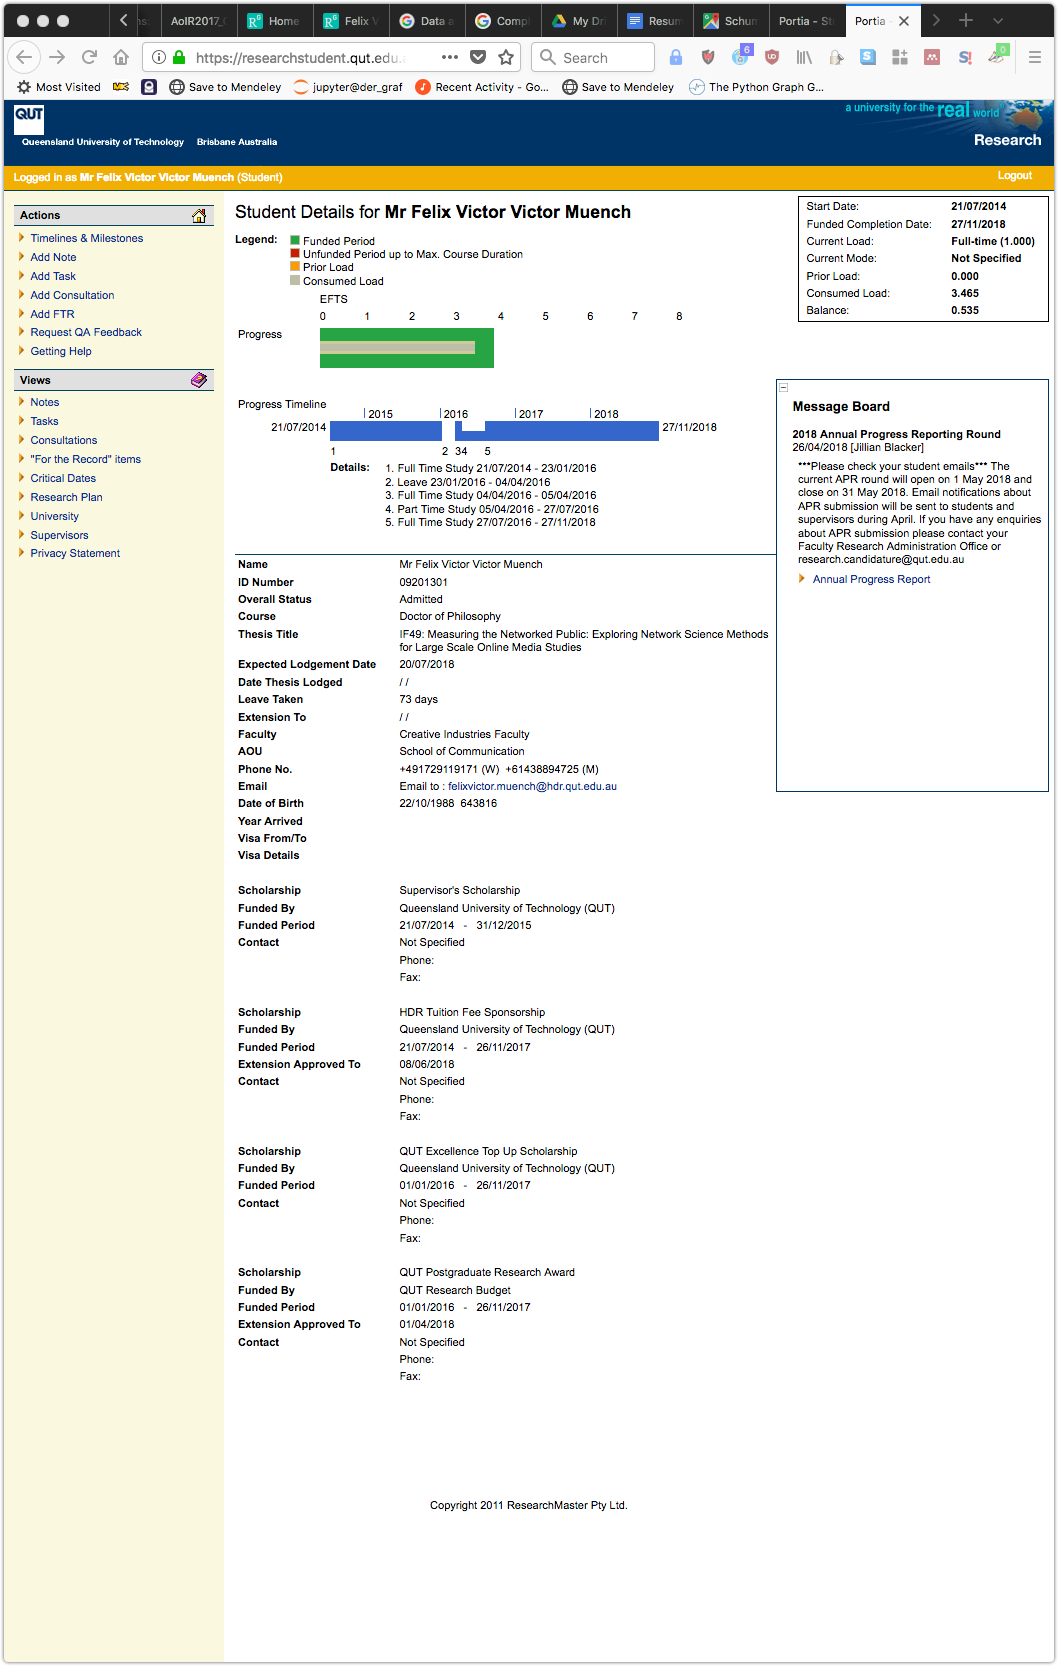 ns:
AoIR2017_
Home
Felix V
Data a
Compl
My Dri
Resum
Schum
Portia - St
Portia -
https://researchstudent.qut.edu.
Search
6
0
Most Visited
Save to Mendeley
jupyter@der_graf
Recent Activity - Go...
Save to Mendeley
The Python Graph G...
QUT
Queensland University of Technology Brisbane Australia
a university for the real world
Research
Logged in as Mr Felix Victor Victor Muench (Student)
Logout
Actions
Timelines & Milestones
Add Note
Add Task
Add Consultation
Add FTR
Request QA Feedback
Getting Help
Views
Notes
Tasks
Consultations
"For the Record" items
Critical Dates
Research Plan
University
Supervisors
Privacy Statement
Student Details for Mr Felix Victor Victor Muench
Legend:
Funded Period
Unfunded Period up to Max. Course Duration
Prior Load
Consumed Load
EFTS
0 1 2 3 4 5 6 7 8
Progress
Start Date: 21/07/2014
Funded Completion Date: 27/11/2018
Current Load: Full-time (1.000)
Current Mode: Not Specified
Prior Load: 0.000
Consumed Load: 3.465
Balance: 0.535
Progress Timeline
2015 2016 2017 2018
21/07/2014 27/11/2018
1 2 34 5
Details: 1. Full Time Study 21/07/2014 - 23/01/2016
2. Leave 23/01/2016 - 04/04/2016
3. Full Time Study 04/04/2016 - 05/04/2016
4. Part Time Study 05/04/2016 - 27/07/2016
5. Full Time Study 27/07/2016 - 27/11/2018
Message Board
2018 Annual Progress Reporting Round
26/04/2018 [Jillian Blacker]
***Please check your student emails*** The
current APR round will open on 1 May 2018 and
close on 31 May 2018. Email notifications about
APR submission will be sent to students and
supervisors during April. If you have any enquiries
about APR submission please contact your
Faculty Research Administration Office or
research.candidature@qut.edu.au
Annual Progress Report
Name Mr Felix Victor Victor Muench
ID Number 09201301
Overall Status Admitted
Course Doctor of Philosophy
Thesis Title IF49: Measuring the Networked Public: Exploring Network Science Methods
for Large Scale Online Media Studies
Expected Lodgement Date 20/07/2018
Date Thesis Lodged / /
Leave Taken 73 days
Extension To / /
Faculty Creative Industries Faculty
AOU School of Communication
Phone No. +491729119171 (W) +61438894725 (M)
Email Email to : felixvictor.muench@hdr.qut.edu.au
Date of Birth 22/10/1988 643816
Year Arrived
Visa From/To
Visa Details
Scholarship Supervisor's Scholarship
Funded By Queensland University of Technology (QUT)
Funded Period 21/07/2014 - 31/12/2015
Contact Not Specified
Phone:
Fax:
Scholarship HDR Tuition Fee Sponsorship
Funded By Queensland University of Technology (QUT)
Funded Period 21/07/2014 - 26/11/2017
Extension Approved To 08/06/2018
Contact Not Specified
Phone:
Fax:
Scholarship QUT Excellence Top Up Scholarship
Funded By Queensland University of Technology (QUT)
Funded Period 01/01/2016 - 26/11/2017
Contact Not Specified
Phone:
Fax:
Scholarship QUT Postgraduate Research Award
Funded By QUT Research Budget
Funded Period 01/01/2016 - 26/11/2017
Extension Approved To 01/04/2018
Contact Not Specified
Phone:
Fax:
Copyright 2011 ResearchMaster Pty Ltd.